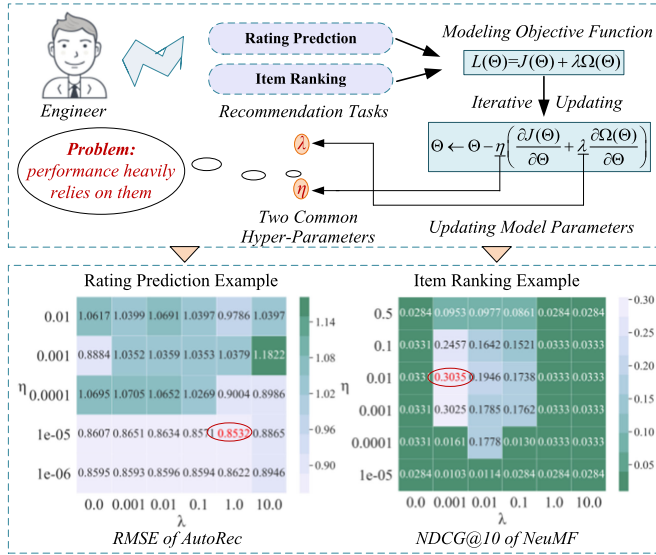 Rating Predction
Item Ranking
Engineer
Recommendation Tasks
Modeling Objective Function
L(Θ)=J(Θ) + λΩ(Θ)
Iterative Updating
Θ ← Θ − η(∂J(Θ)/∂Θ + λ ∂Ω(Θ)/∂Θ)
Problem:
performance heavily
relies on them
λ
η
Two Common
Hyper-Parameters
Updating Model Parameters
Rating Prediction Example
0.01 1.0617 1.0399 1.0691 1.0397 0.9786 1.0397
0.001 0.8884 1.0352 1.0359 1.0353 1.0379 1.1822
η
0.0001 1.0695 1.0705 1.0652 1.0269 0.9004 0.8986
1e-05 0.8607 0.8651 0.8634 0.857 0.8532 0.8865
1e-06 0.8595 0.8593 0.8596 0.8594 0.8622 0.8946
0.0 0.001 0.01 0.1 1.0 10.0
λ
1.14
1.08
1.02
0.96
0.90
RMSE of AutoRec
Item Ranking Example
0.5 0.0284 0.0953 0.0977 0.0861 0.0284 0.0284
0.1 0.0331 0.2457 0.1642 0.1521 0.0333 0.0333
η
0.01 0.033 0.3035 0.1946 0.1738 0.0333 0.0333
0.001 0.0331 0.3025 0.1785 0.1762 0.0333 0.0333
0.0001 0.0331 0.0161 0.1778 0.0130 0.0333 0.0333
1e-05 0.0284 0.0103 0.0114 0.0284 0.0284 0.0284
0.0 0.001 0.01 0.1 1.0 10.0
λ
0.30
0.25
0.20
0.15
0.10
0.05
NDCG@10 of NeuMF